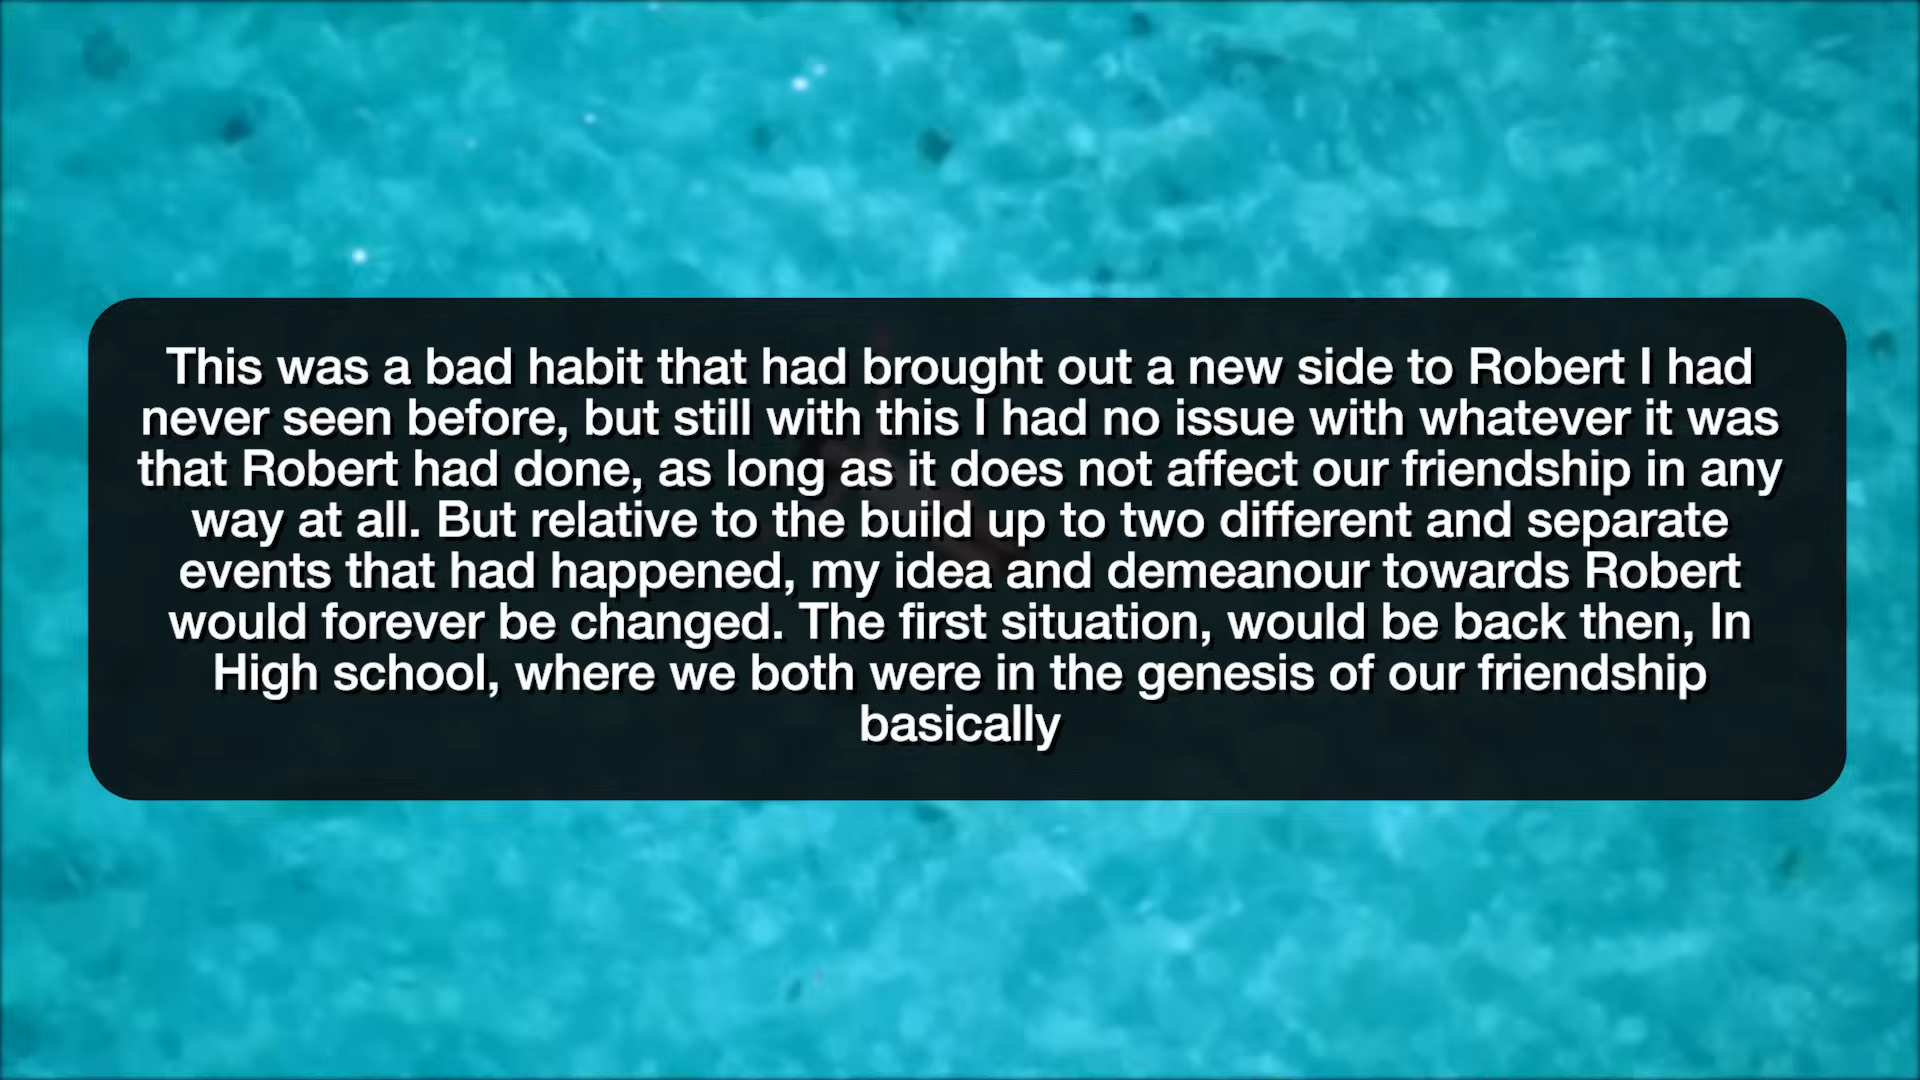 This was a bad habit that had brought out a new side to Robert I had
never seen before, but still with this I had no issue with whatever it was
that Robert had done, as long as it does not affect our friendship in any
way at all. But relative to the build up to two different and separate
events that had happened, my idea and demeanour towards Robert
would forever be changed. The first situation, would be back then, In
High school, where we both were in the genesis of our friendship
basically